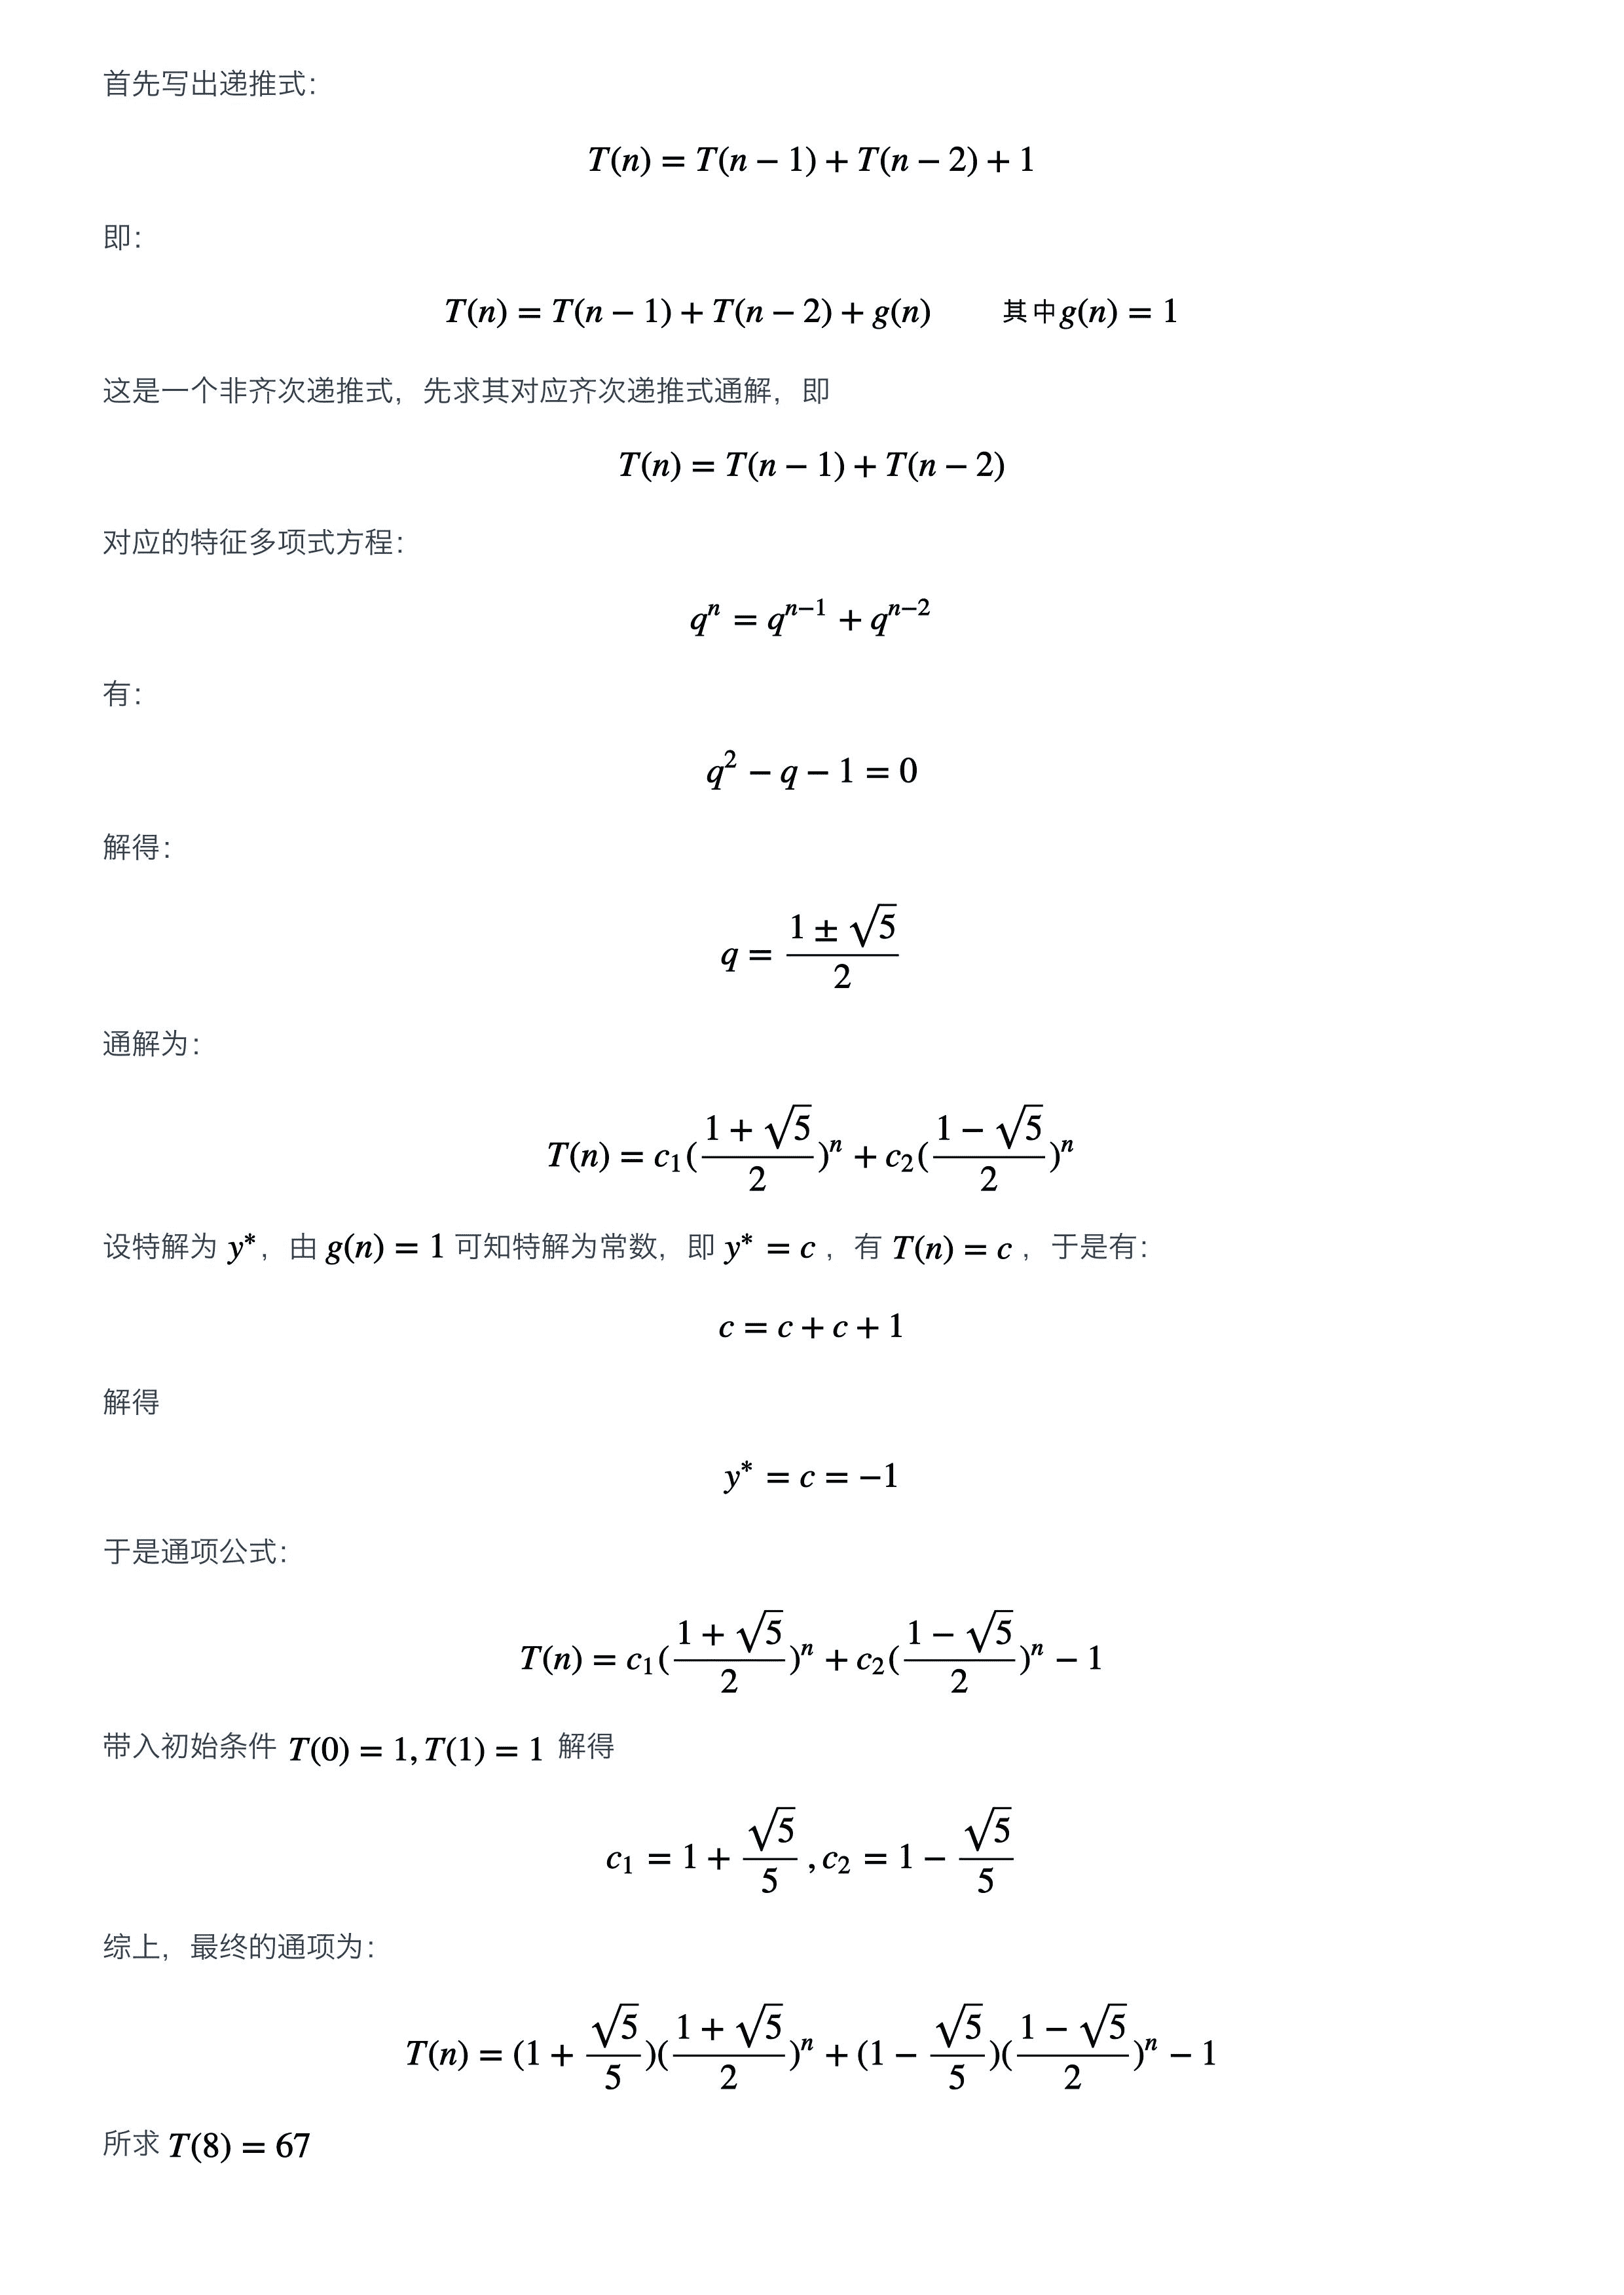 首先写出递推式：
T(n) = T(n − 1) + T(n − 2) + 1
即：
T(n) = T(n − 1) + T(n − 2) + g(n) 其中g(n) = 1
这是一个非齐次递推式，先求其对应齐次递推式通解，即
T(n) = T(n − 1) + T(n − 2)
对应的特征多项式方程：
q^n = q^{n−1} + q^{n−2}
有：
q^2 − q − 1 = 0
解得：
q = \frac{1 ± \sqrt{5}}{2}
通解为：
T(n) = c_1(\frac{1 + \sqrt{5}}{2})^n + c_2(\frac{1 − \sqrt{5}}{2})^n
设特解为 y^*，由 g(n) = 1 可知特解为常数，即 y^* = c ，有 T(n) = c ，于是有：
c = c + c + 1
解得
y^* = c = −1
于是通项公式：
T(n) = c_1(\frac{1 + \sqrt{5}}{2})^n + c_2(\frac{1 − \sqrt{5}}{2})^n − 1
带入初始条件 T(0) = 1, T(1) = 1 解得
c_1 = 1 + \frac{\sqrt{5}}{5}, c_2 = 1 − \frac{\sqrt{5}}{5}
综上，最终的通项为：
T(n) = (1 + \frac{\sqrt{5}}{5})(\frac{1 + \sqrt{5}}{2})^n + (1 − \frac{\sqrt{5}}{5})(\frac{1 − \sqrt{5}}{2})^n − 1
所求 T(8) = 67